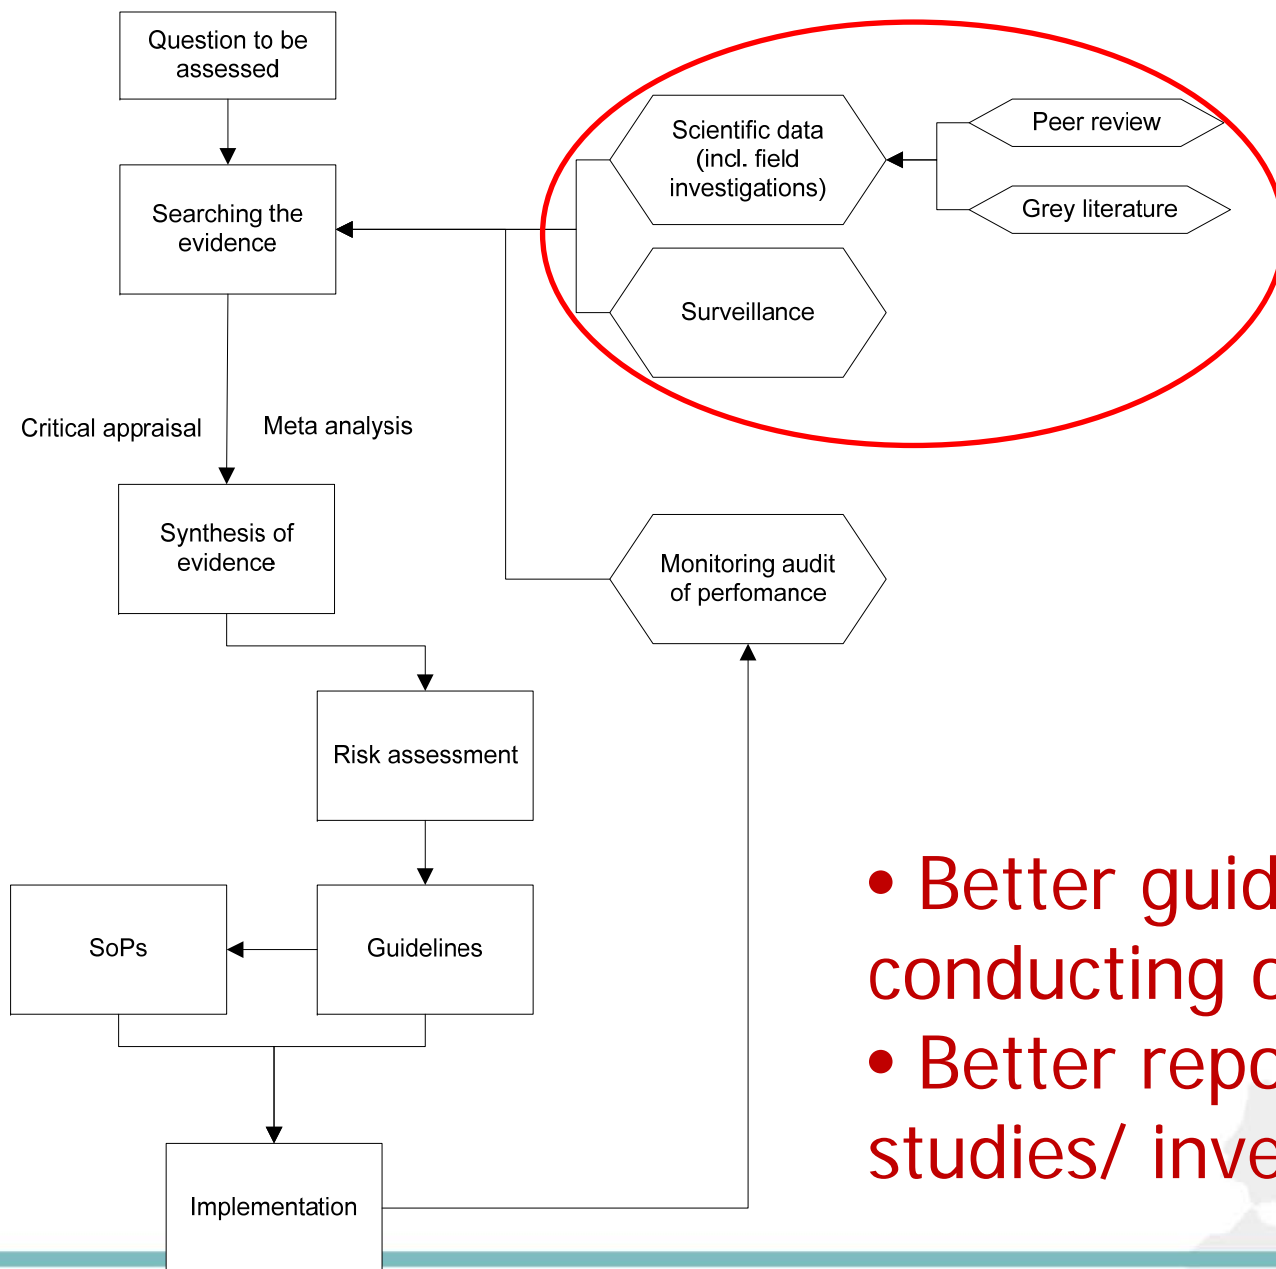 Question to be
assessed
Searching the
evidence
Scientific data
(incl. field
investigations)
Peer review
Grey literature
Surveillance
Critical appraisal
Meta analysis
Synthesis of
evidence
Monitoring audit
of perfomance
Risk assessment
SoPs
Guidelines
Implementation
• Better guid
conducting
• Better repo
studies/ inve